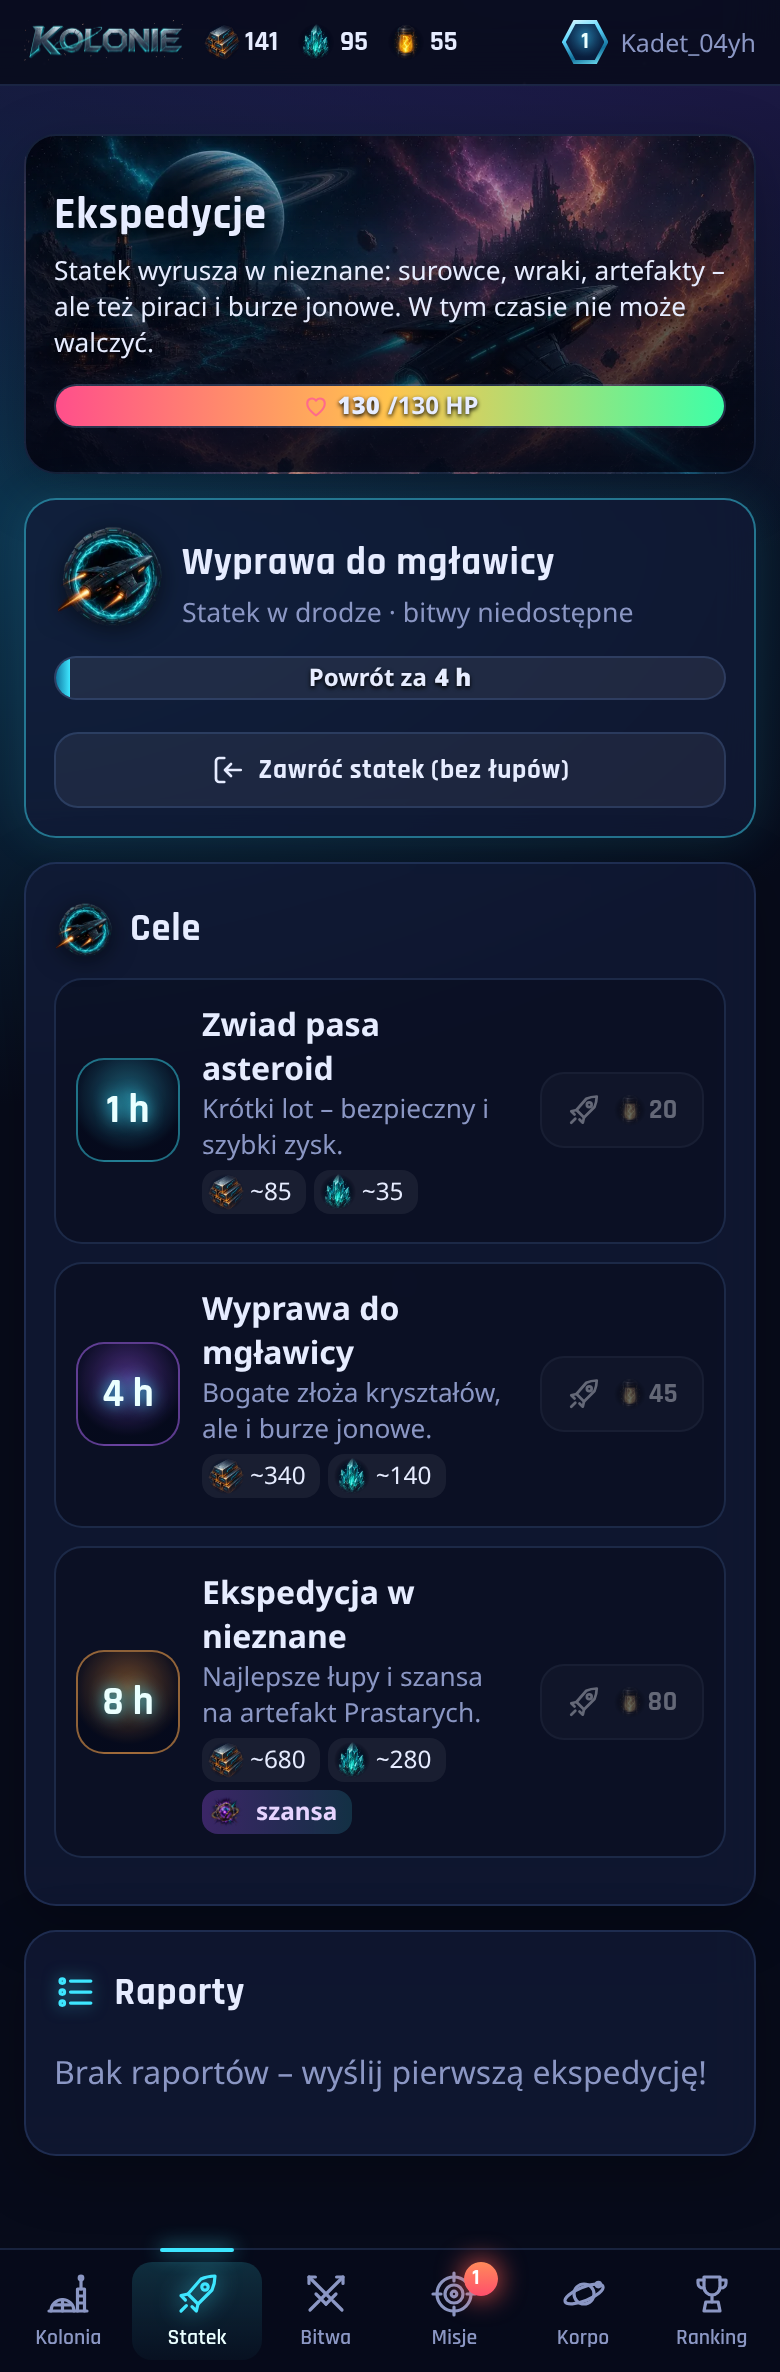 KOLONIE 141 95 55 1 Kadet_04yh
Ekspedycje
Statek wyrusza w nieznane: surowce, wraki, artefakty –
ale też piraci i burze jonowe. W tym czasie nie może
walczyć.
130 /130 HP
Wyprawa do mgławicy
Statek w drodze · bitwy niedostępne
Powrót za 4 h
Zawróć statek (bez łupów)
Cele
1 h
Zwiad pasa
asteroid
Krótki lot – bezpieczny i
szybki zysk.
~85 ~35
20
4 h
Wyprawa do
mgławicy
Bogate złoża kryształów,
ale i burze jonowe.
~340 ~140
45
8 h
Ekspedycja w
nieznane
Najlepsze łupy i szansa
na artefakt Prastarych.
~680 ~280
szansa
80
Raporty
Brak raportów – wyślij pierwszą ekspedycję!
1
Kolonia Statek Bitwa Misje Korpo Ranking